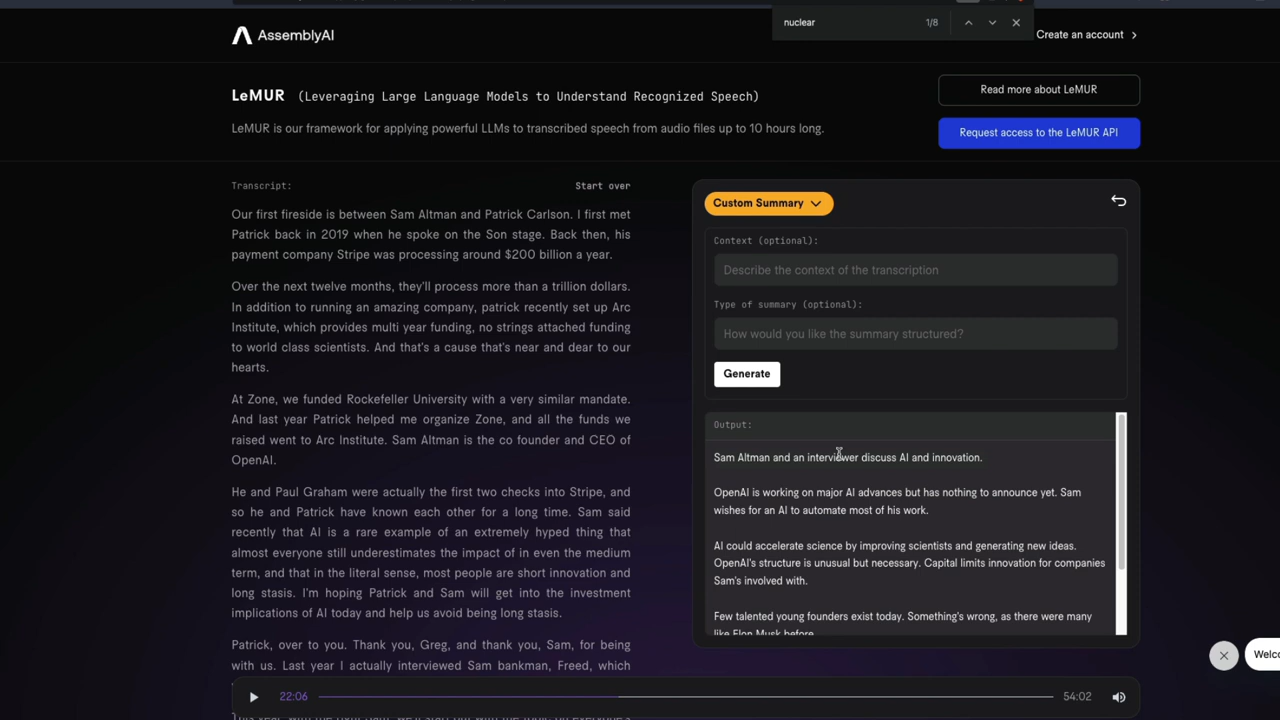 nuclear
1/8
AssemblyAI
Create an account
LeMUR (Leveraging Large Language Models to Understand Recognized Speech)
Read more about LeMUR
LeMUR is our framework for applying powerful LLMs to transcribed speech from audio files up to 10 hours long.
Request access to the LeMUR API
Transcript:
Start over
Our first fireside is between Sam Altman and Patrick Carlson. I first met
Patrick back in 2019 when he spoke on the Son stage. Back then, his
payment company Stripe was processing around $200 billion a year.
Over the next twelve months, they'll process more than a trillion dollars.
In addition to running an amazing company, patrick recently set up Arc
Institute, which provides multi year funding, no strings attached funding
to world class scientists. And that's a cause that's near and dear to our
hearts.
At Zone, we funded Rockefeller University with a very similar mandate.
And last year Patrick helped me organize Zone, and all the funds we
raised went to Arc Institute. Sam Altman is the co founder and CEO of
OpenAI.
He and Paul Graham were actually the first two checks into Stripe, and
so he and Patrick have known each other for a long time. Sam said
recently that AI is a rare example of an extremely hyped thing that
almost everyone still underestimates the impact of in even the medium
term, and that in the literal sense, most people are short innovation and
long stasis. I'm hoping Patrick and Sam will get into the investment
implications of AI today and help us avoid being long stasis.
Patrick, over to you. Thank you, Greg, and thank you, Sam, for being
with us. Last year I actually interviewed Sam bankman, Freed, which
Custom Summary
Context (optional):
Describe the context of the transcription
Type of summary (optional):
How would you like the summary structured?
Generate
Output:
Sam Altman and an interviewer discuss AI and innovation.
OpenAI is working on major AI advances but has nothing to announce yet. Sam
wishes for an AI to automate most of his work.
AI could accelerate science by improving scientists and generating new ideas.
OpenAI's structure is unusual but necessary. Capital limits innovation for companies
Sam's involved with.
Few talented young founders exist today. Something's wrong, as there were many
like Elon Musk before
Welco
22:06
54:02